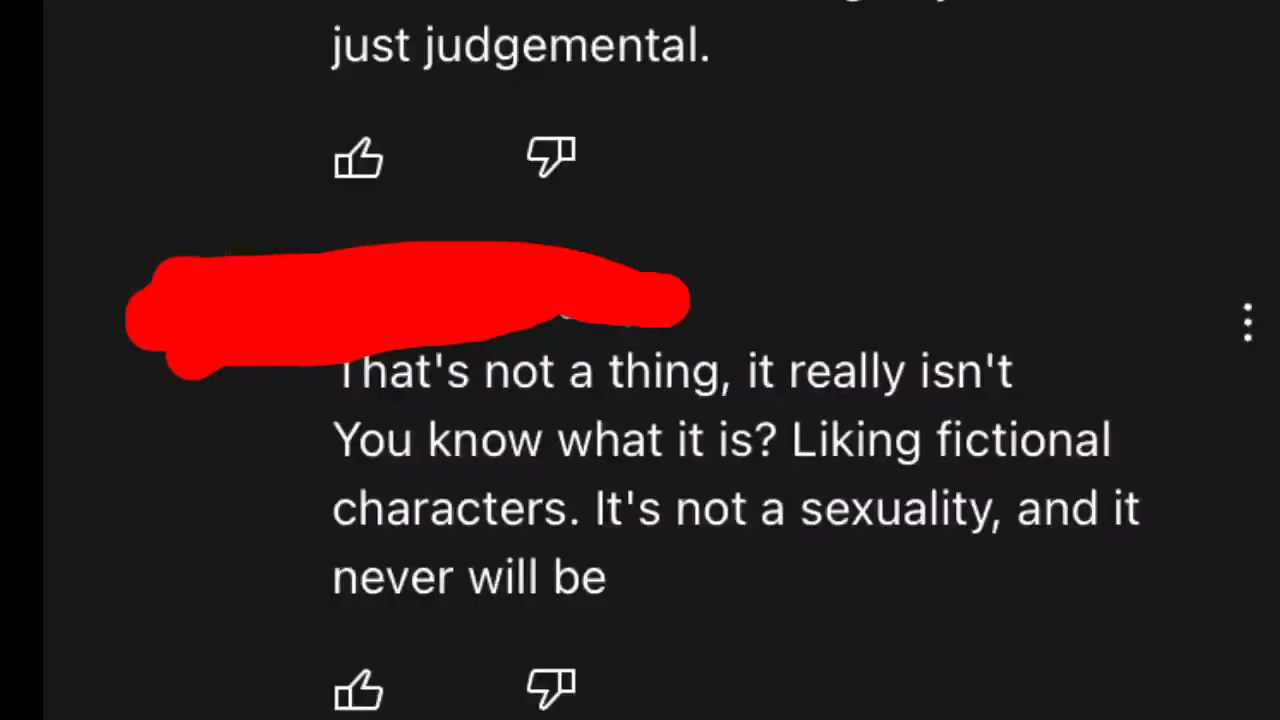 just judgemental.
That's not a thing, it really isn't
You know what it is? Liking fictional
characters. It's not a sexuality, and it
never will be